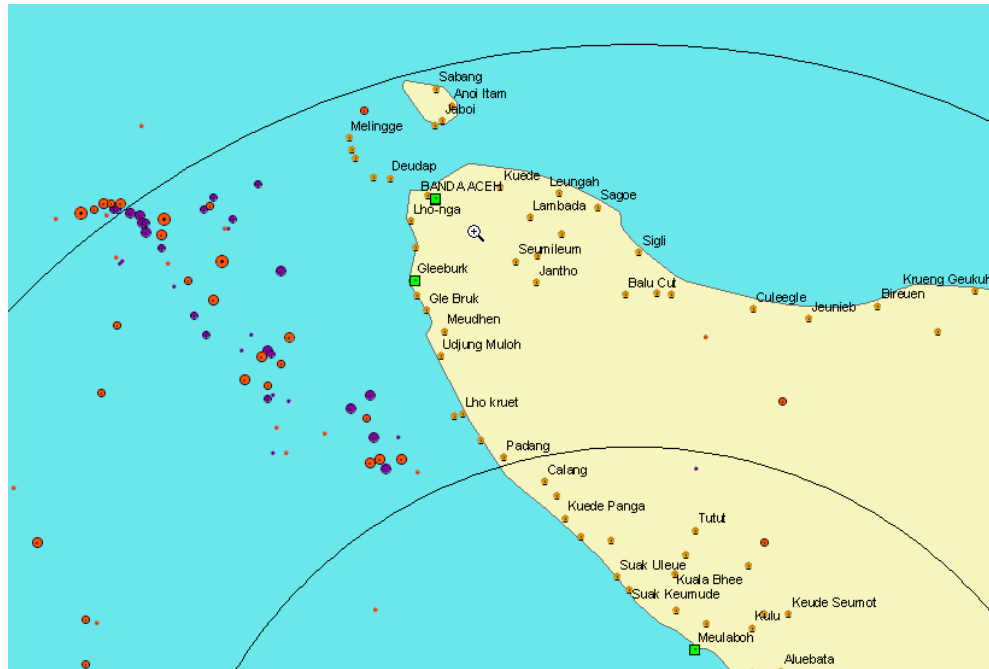 Sabang
Anoi Itam
Jaboi
Melingge
Deudap
BANDA ACEH
Kuede
Leungah
Lho-nga
Lambada
Sagoe
Seumileum
Sigli
Gleeburk
Jantho
Balu Cut
Krueng Geukuh
Gle Bruk
Culeegle
Jeunieb
Bireuen
Meudhen
Udjung Muloh
Lho kruet
Padang
Calang
Kuede Panga
Tutut
Suak Uleue
Kuala Bhee
Suak Keumude
Kulu
Keude Seumot
Meulaboh
Aluebata